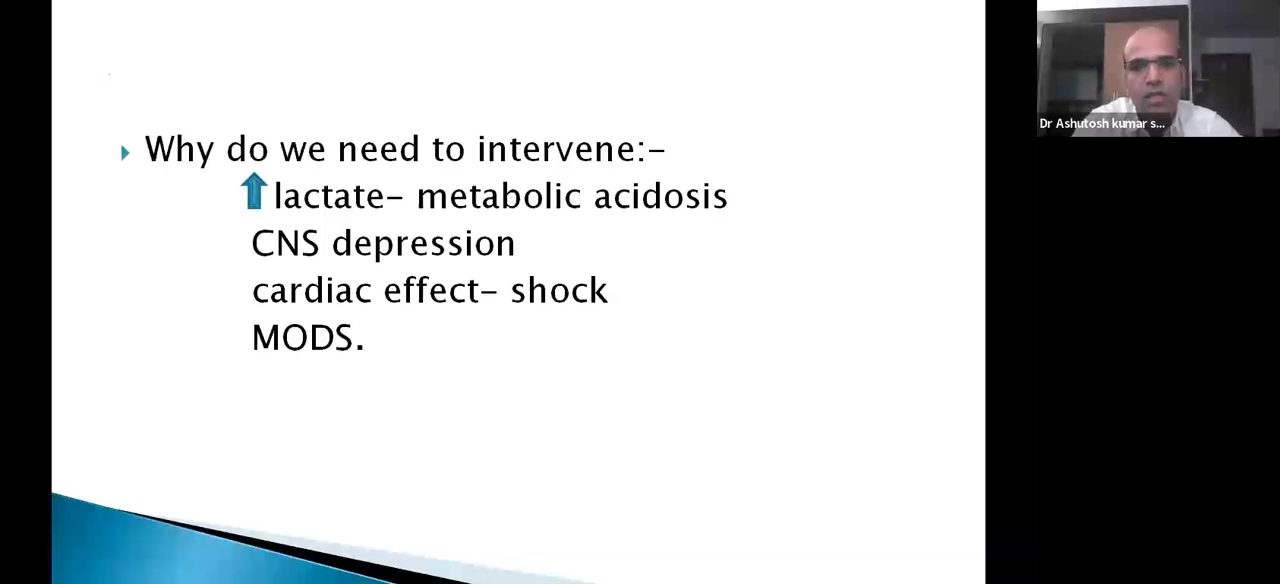 Why do we need to intervene:-
lactate- metabolic acidosis
CNS depression
cardiac effect- shock
MODS.
Dr Ashutosh kumar s...